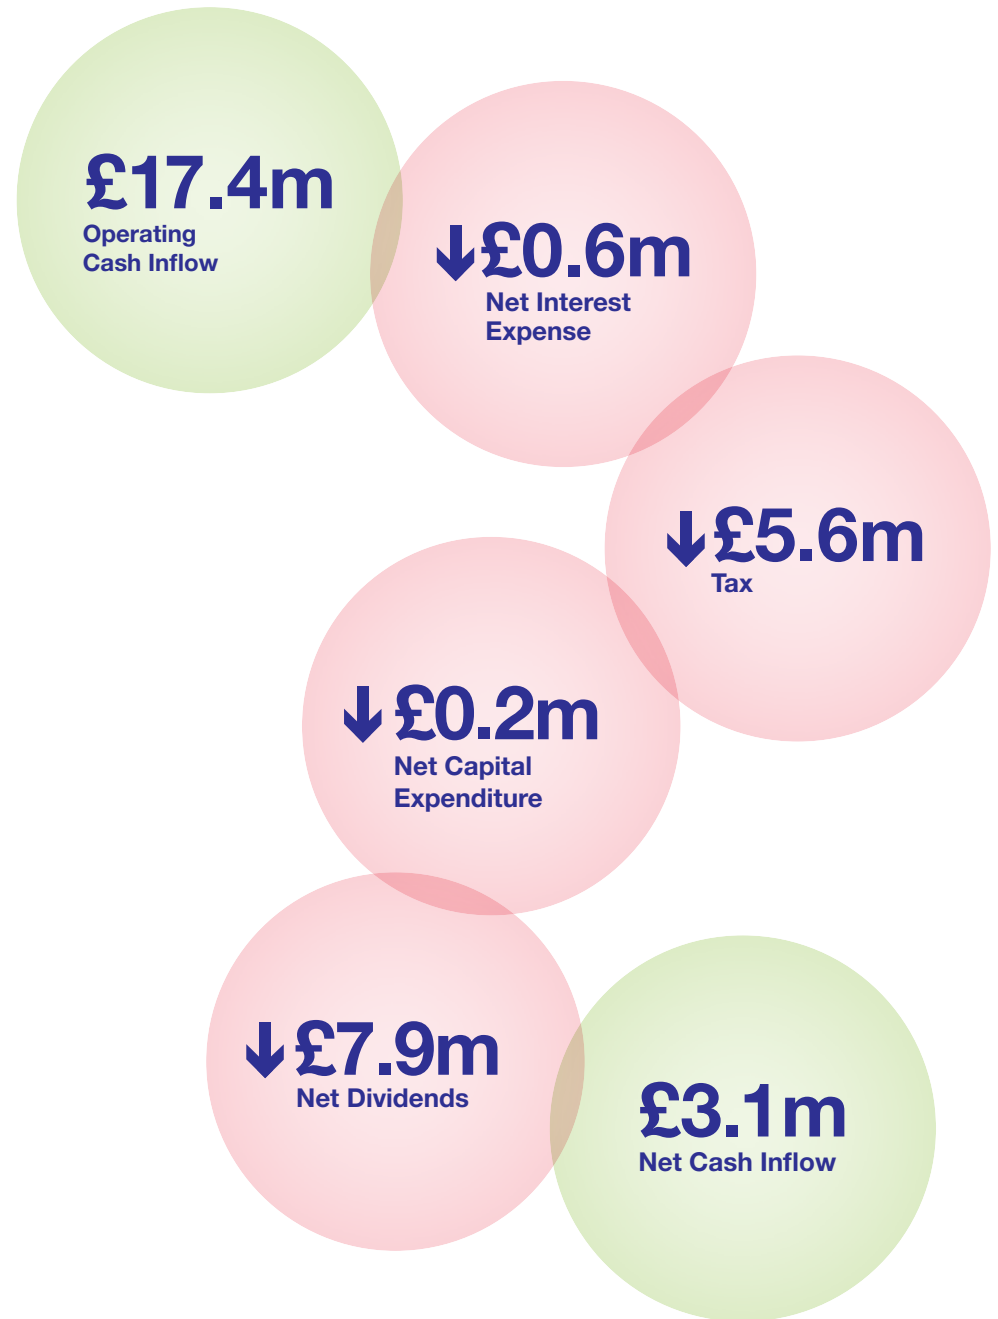 £17.4m
Operating
Cash Inflow
↓£0.6m
Net Interest
Expense
↓£5.6m
Tax
↓£0.2m
Net Capital
Expenditure
↓£7.9m
Net Dividends
£3.1m
Net Cash Inflow